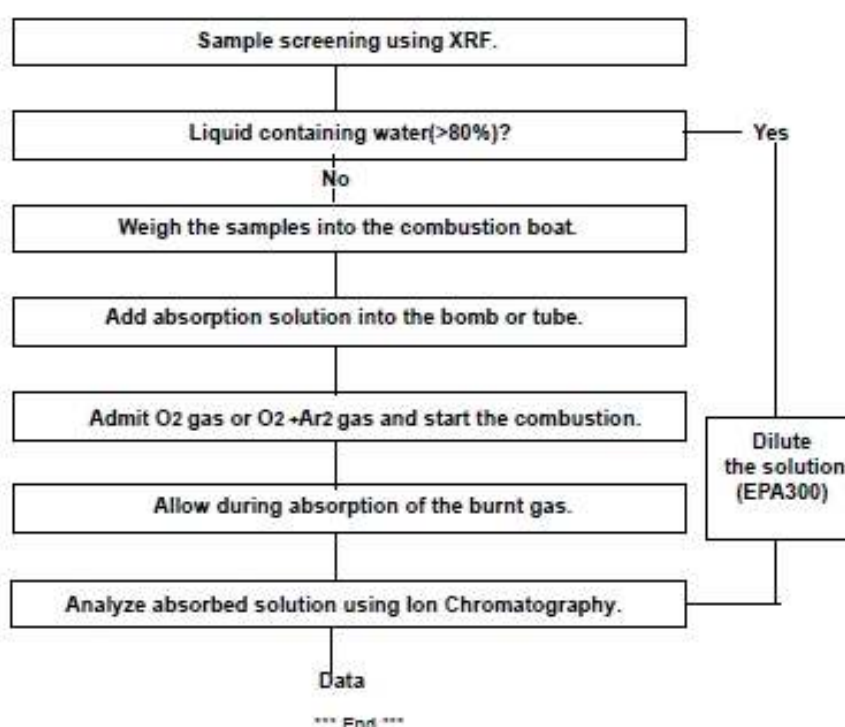 Sample screening using XRF.
Liquid containing water(>80%)?
Yes
No
Weigh the samples into the combustion boat.
Add absorption solution into the bomb or tube.
Admit O2 gas or O2 +Ar2 gas and start the combustion.
Dilute
the solution
(EPA300)
Allow during absorption of the burnt gas.
Analyze absorbed solution using Ion Chromatography.
Data
*** End ***